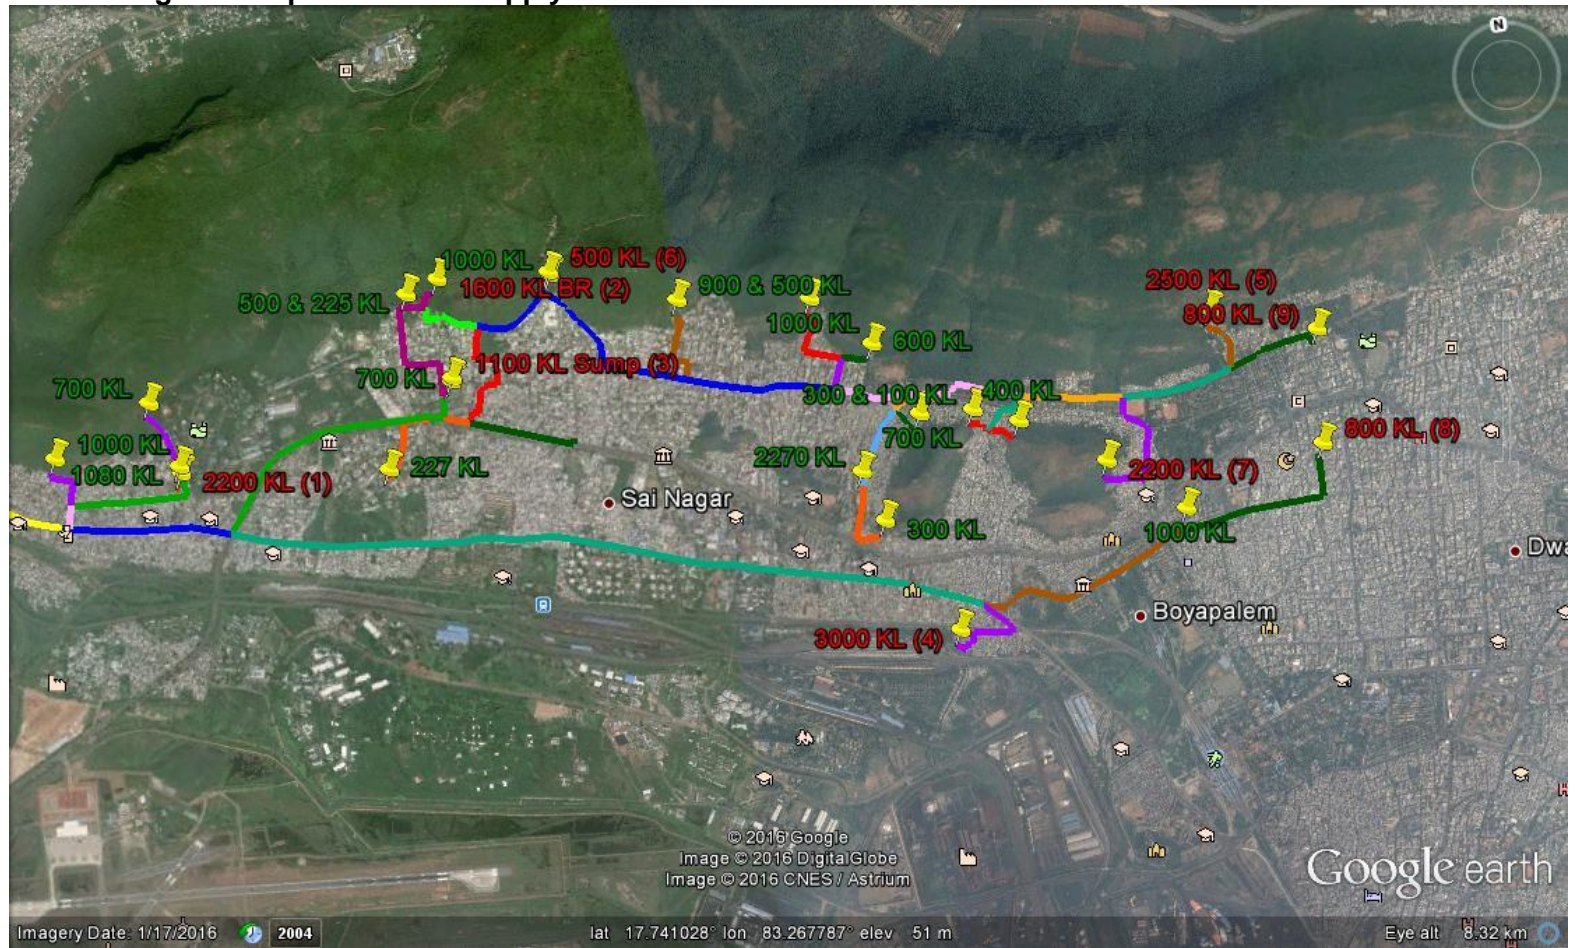 N
1000 KL
500 KL (6)
500 & 225 KL
1600 KL BR (2)
900 & 500 KL
2500 KL (5)
800 KL (9)
1000 KL
600 KL
1100 KL Sump (3)
700 KL
700 KL
300 & 100 KL
400 KL
1000 KL
1080 KL
2200 KL (1)
227 KL
2270 KL
700 KL
2200 KL (7)
800 KL (8)
Sai Nagar
300 KL
1000 KL
Boyapalem
3000 KL (4)
© 2016 Google
Image © 2016 DigitalGlobe
Image © 2016 CNES / Astrium
Google earth
Imagery Date: 1/17/2016 2004 lat 17.741028° lon 83.267787° elev 51 m Eye alt 8.32 km